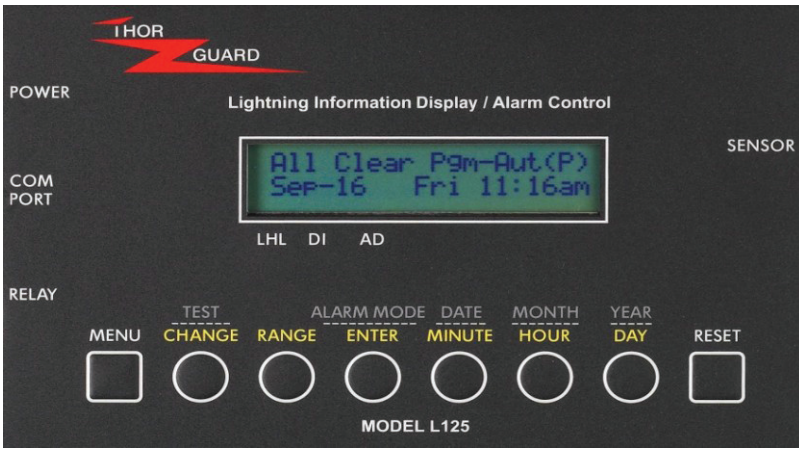 THOR
GUARD
POWER
Lightning Information Display / Alarm Control
SENSOR
All Clear Pgm-Aut(P)
Sep-16 Fri 11:16am
COM
PORT
LHL DI AD
RELAY
TEST ALARM MODE DATE MONTH YEAR
MENU CHANGE RANGE ENTER MINUTE HOUR DAY RESET
MODEL L125